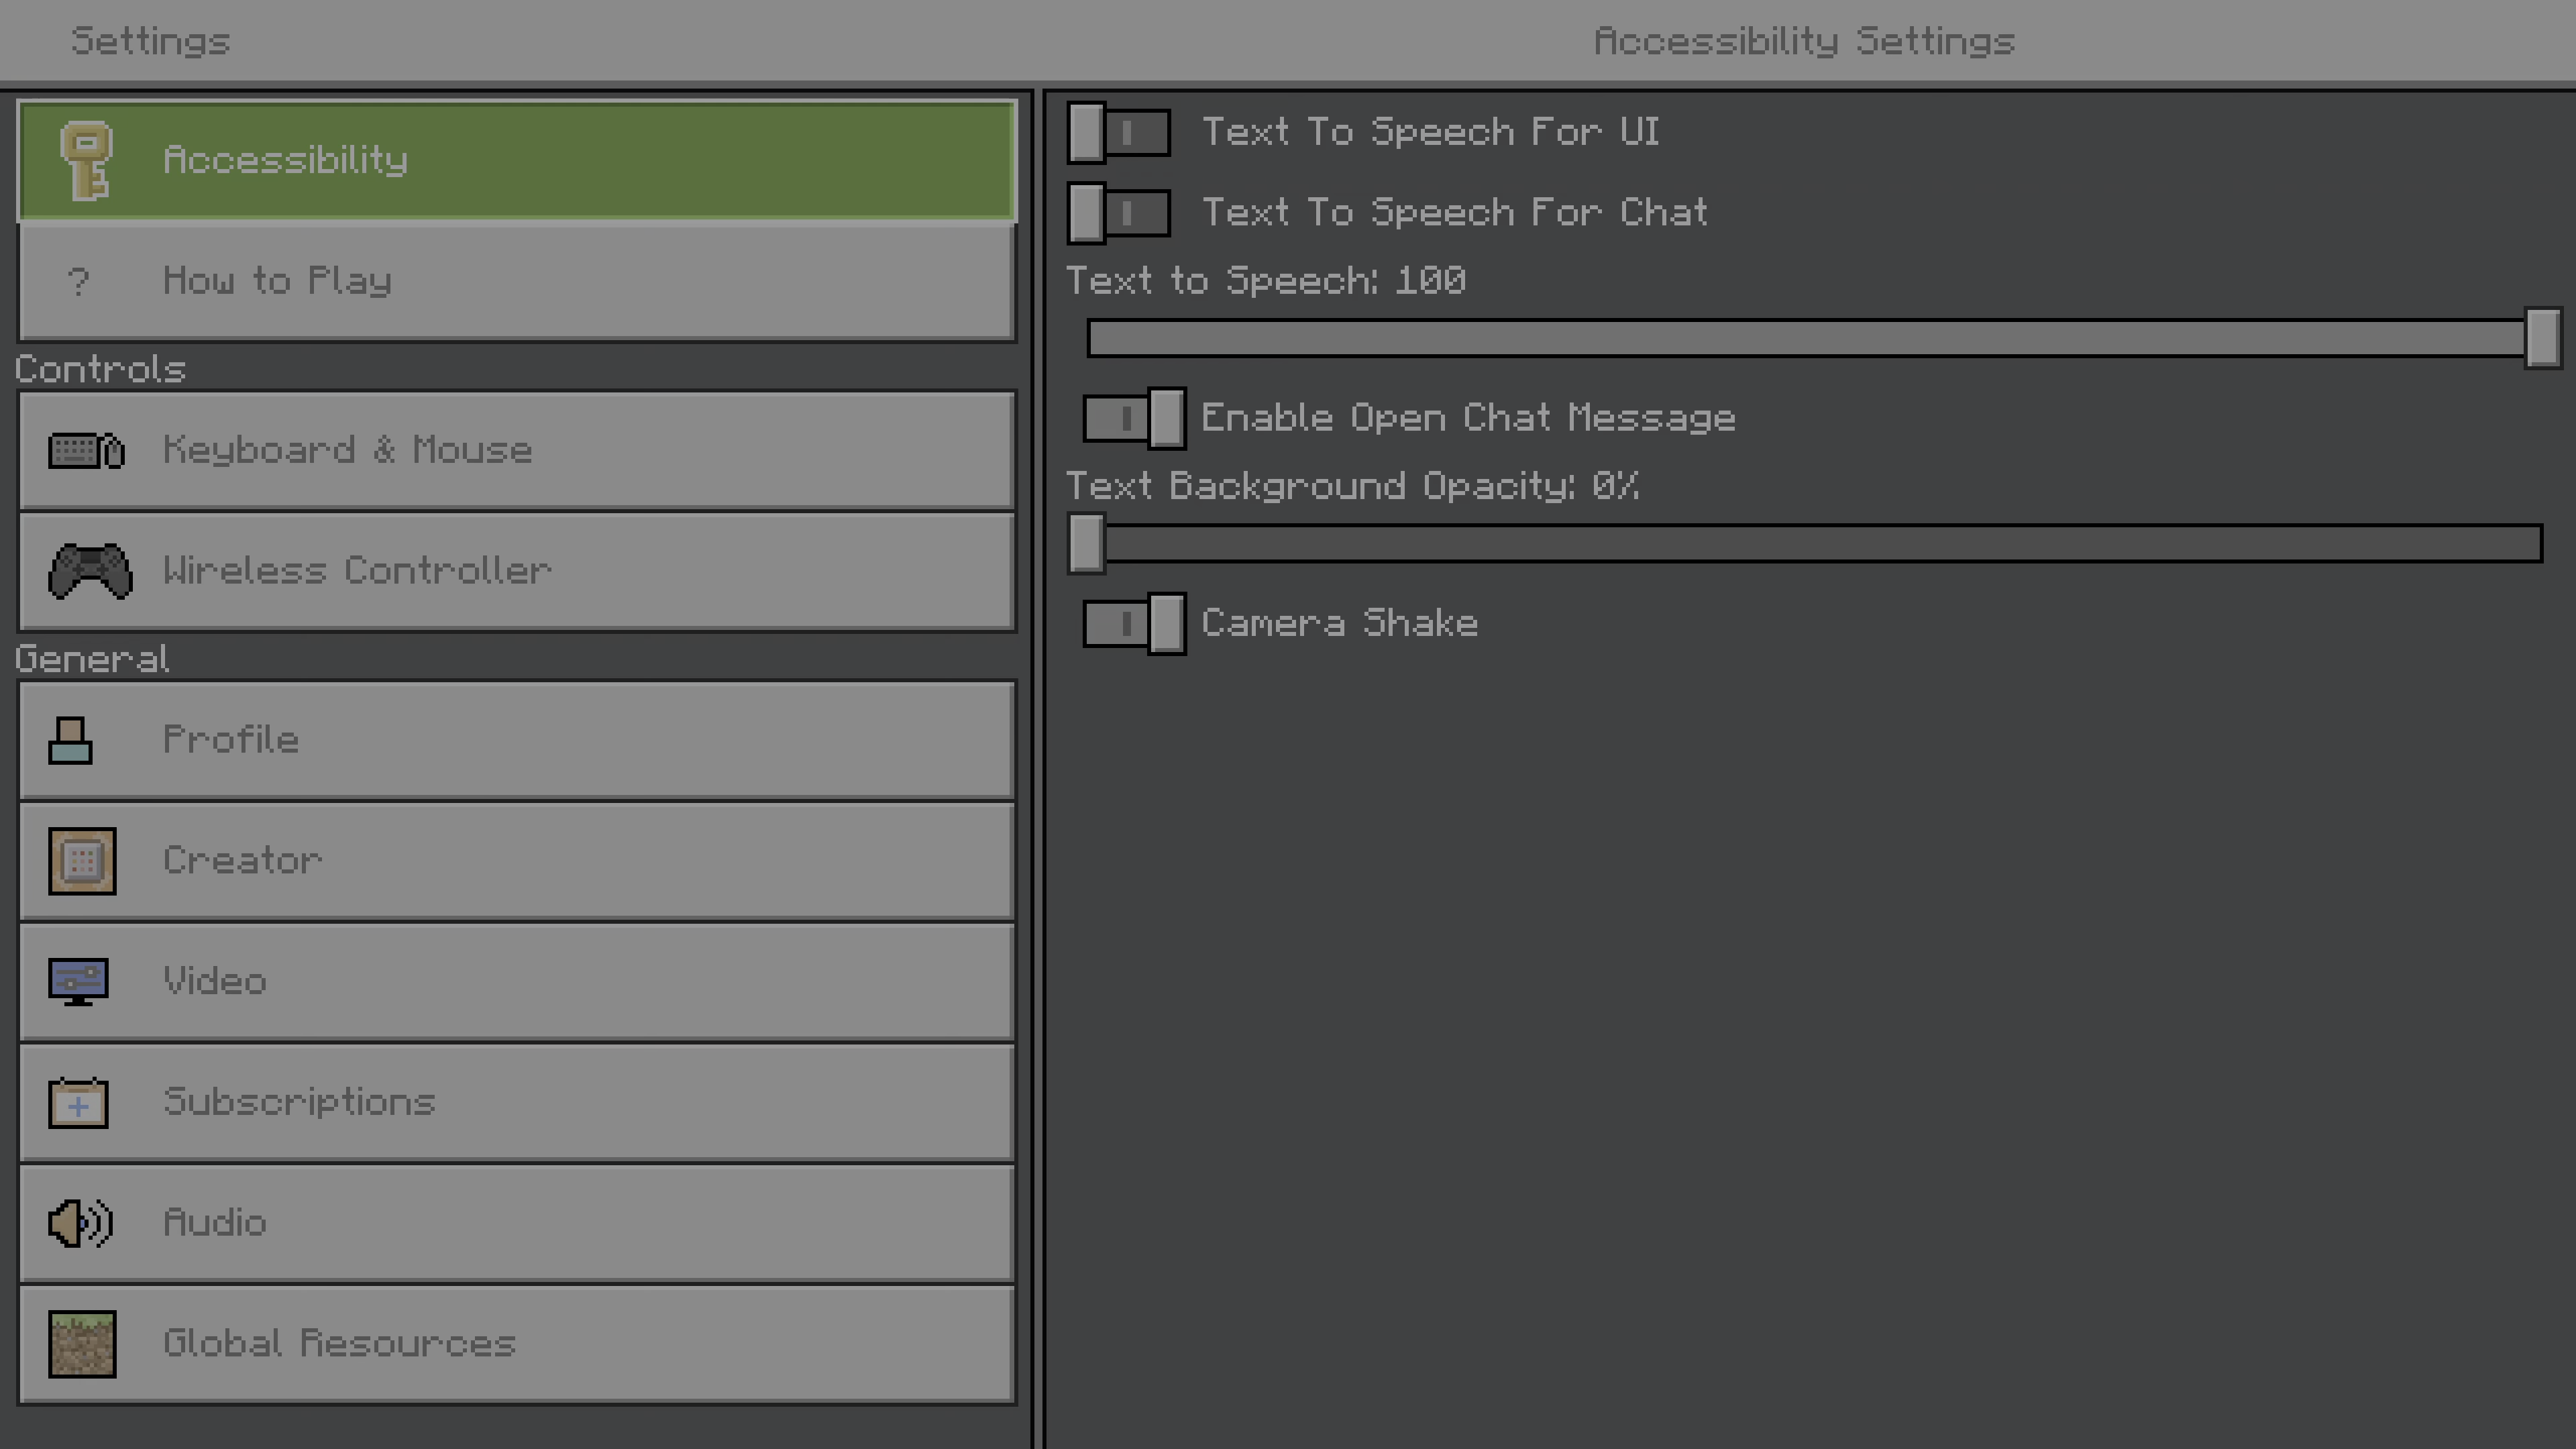 Settings
Accessibility Settings
Accessibility
? How to Play
Controls
Keyboard & Mouse
Wireless Controller
General
Profile
Creator
Video
Subscriptions
Audio
Global Resources
Text To Speech For UI
Text To Speech For Chat
Text to Speech: 100
Enable Open Chat Message
Text Background Opacity: 0%
Camera Shake